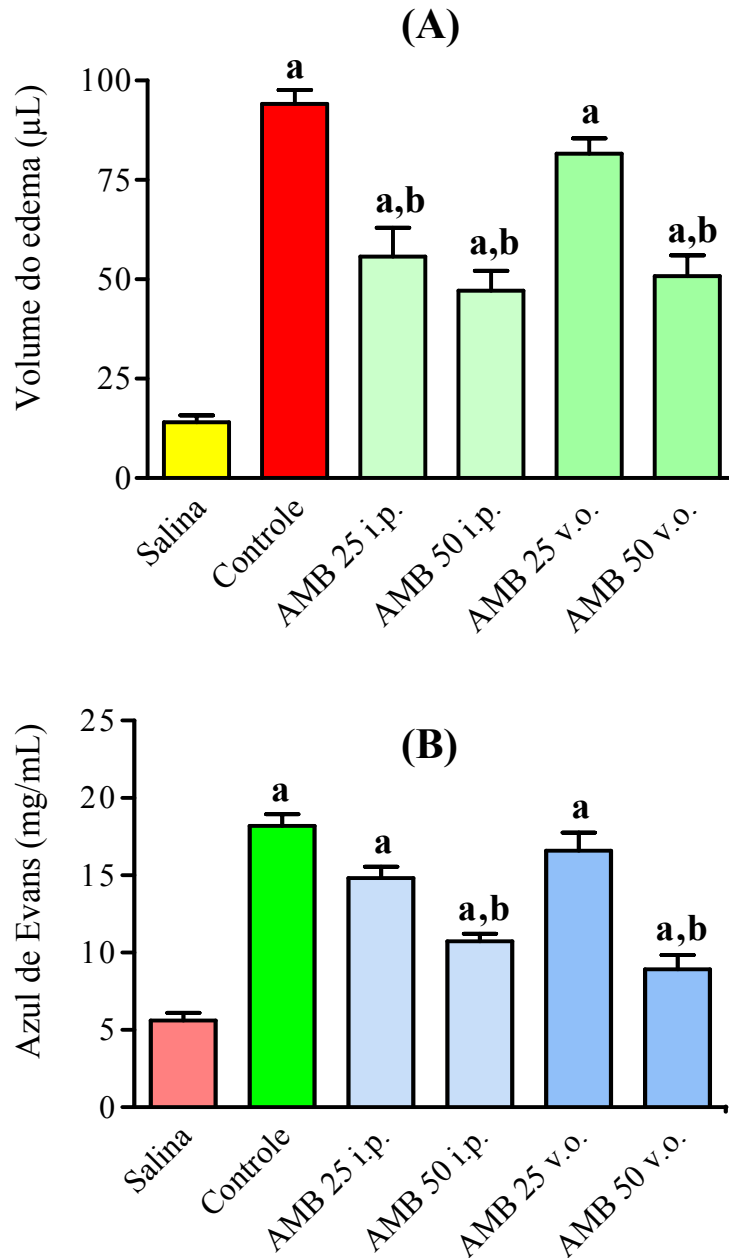 (A)
Volume do edema (µL)
100
75
50
25
0
a
a,b
a,b
a
a,b
Salina
Controle
AMB 25 i.p.
AMB 50 i.p.
AMB 25 v.o.
AMB 50 v.o.
(B)
Azul de Evans (mg/mL)
25
20
15
10
5
0
a
a
a,b
a
a,b
Salina
Controle
AMB 25 i.p.
AMB 50 i.p.
AMB 25 v.o.
AMB 50 v.o.